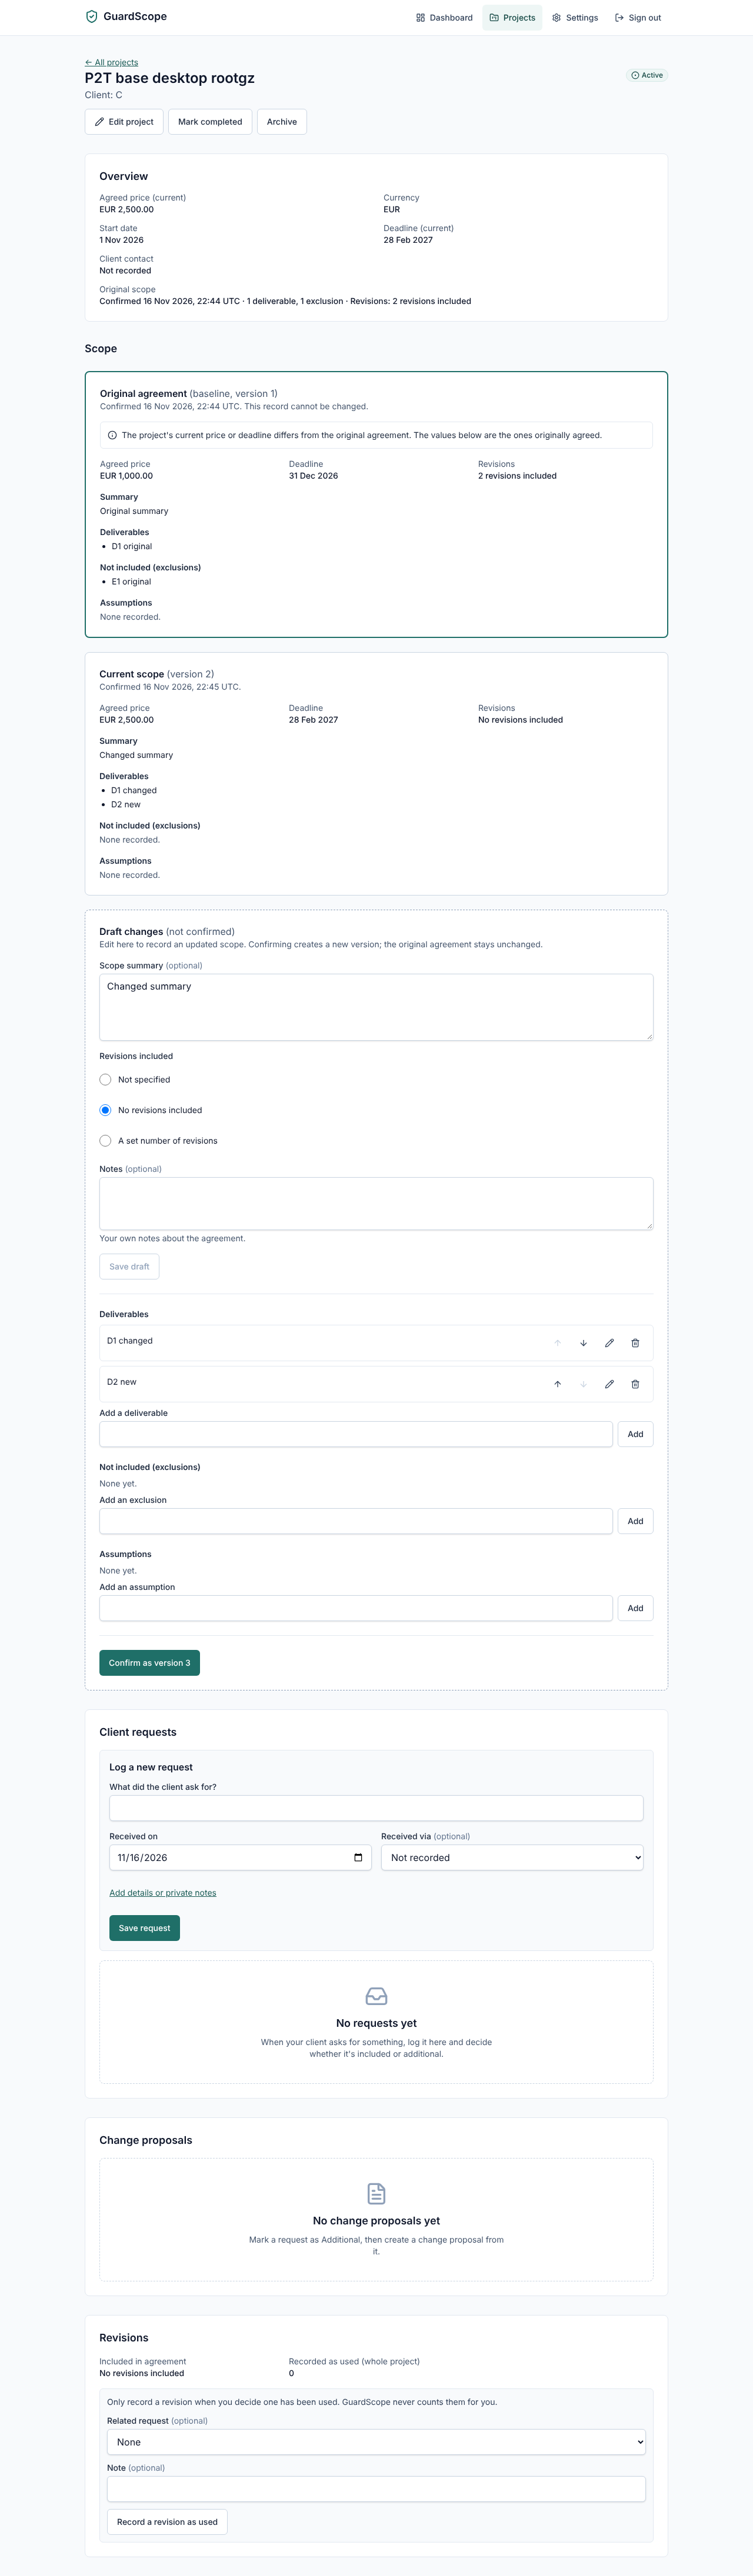 GuardScope
Dashboard
Projects
Settings
Sign out
← All projects
P2T base desktop rootgz
Active
Client: C
Edit project
Mark completed
Archive
Overview
Agreed price (current)
EUR 2,500.00
Currency
EUR
Start date
1 Nov 2026
Deadline (current)
28 Feb 2027
Client contact
Not recorded
Original scope
Confirmed 16 Nov 2026, 22:44 UTC · 1 deliverable, 1 exclusion · Revisions: 2 revisions included
Scope
Original agreement (baseline, version 1)
Confirmed 16 Nov 2026, 22:44 UTC. This record cannot be changed.
The project's current price or deadline differs from the original agreement. The values below are the ones originally agreed.
Agreed price
EUR 1,000.00
Deadline
31 Dec 2026
Revisions
2 revisions included
Summary
Original summary
Deliverables
• D1 original
Not included (exclusions)
• E1 original
Assumptions
None recorded.
Current scope (version 2)
Confirmed 16 Nov 2026, 22:45 UTC.
Agreed price
EUR 2,500.00
Deadline
28 Feb 2027
Revisions
No revisions included
Summary
Changed summary
Deliverables
• D1 changed
• D2 new
Not included (exclusions)
None recorded.
Assumptions
None recorded.
Draft changes (not confirmed)
Edit here to record an updated scope. Confirming creates a new version; the original agreement stays unchanged.
Scope summary (optional)
Changed summary
Revisions included
Not specified
No revisions included
A set number of revisions
Notes (optional)
Your own notes about the agreement.
Save draft
Deliverables
D1 changed
D2 new
Add a deliverable
Add
Not included (exclusions)
None yet.
Add an exclusion
Add
Assumptions
None yet.
Add an assumption
Add
Confirm as version 3
Client requests
Log a new request
What did the client ask for?
Received on
11/16/2026
Received via (optional)
Not recorded
Add details or private notes
Save request
No requests yet
When your client asks for something, log it here and decide
whether it's included or additional.
Change proposals
No change proposals yet
Mark a request as Additional, then create a change proposal from
it.
Revisions
Included in agreement
No revisions included
Recorded as used (whole project)
0
Only record a revision when you decide one has been used. GuardScope never counts them for you.
Related request (optional)
None
Note (optional)
Record a revision as used